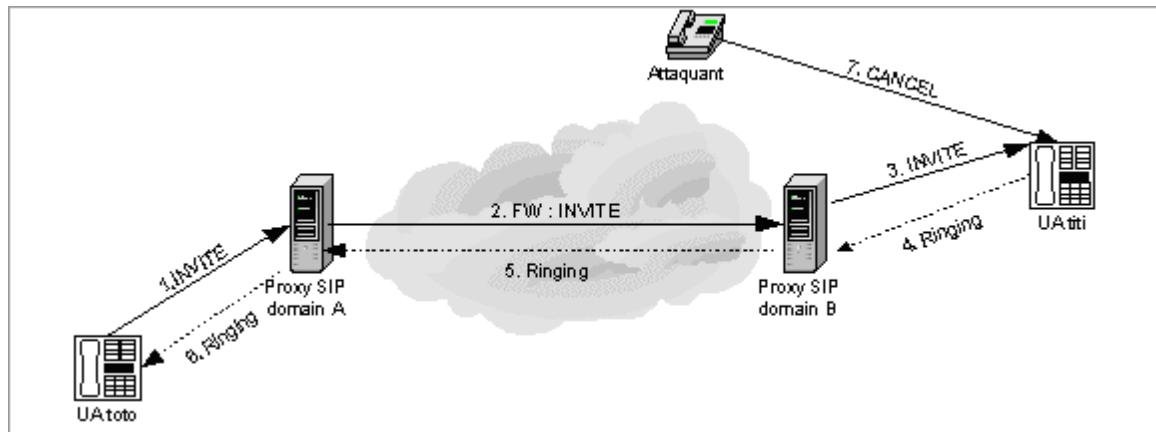 Attaquant
7. CANCEL
3. INVITE
2. FW : INVITE
UA titi
4. Ringing
1.INVITE
5. Ringing
Proxy SIP
domain A
Proxy SIP
domain B
6. Ringing
UA toto